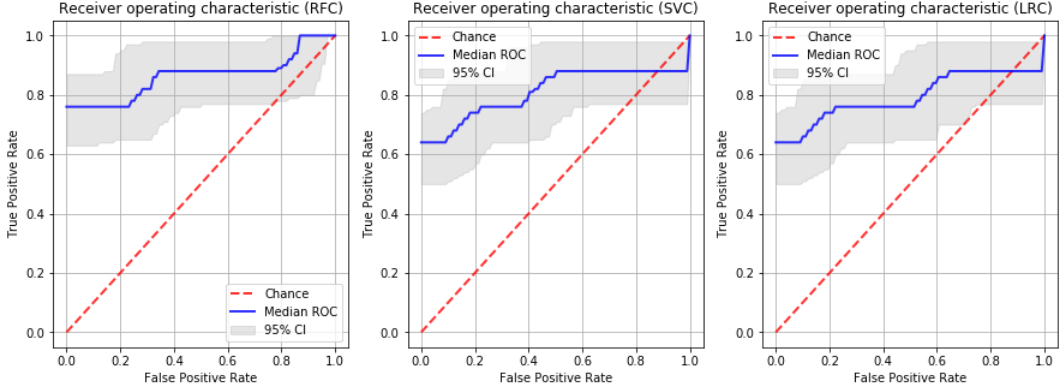 Receiver operating characteristic (RFC)
1.0
0.8
0.6
0.4
0.2
0.0
True Positive Rate
Chance
Median ROC
95% CI
0.0 0.2 0.4 0.6 0.8 1.0
False Positive Rate
Receiver operating characteristic (SVC)
Chance
Median ROC
95% CI
1.0
0.8
0.6
0.4
0.2
0.0
True Positive Rate
0.0 0.2 0.4 0.6 0.8 1.0
False Positive Rate
Receiver operating characteristic (LRC)
Chance
Median ROC
95% CI
1.0
0.8
0.6
0.4
0.2
0.0
True Positive Rate
0.0 0.2 0.4 0.6 0.8 1.0
False Positive Rate